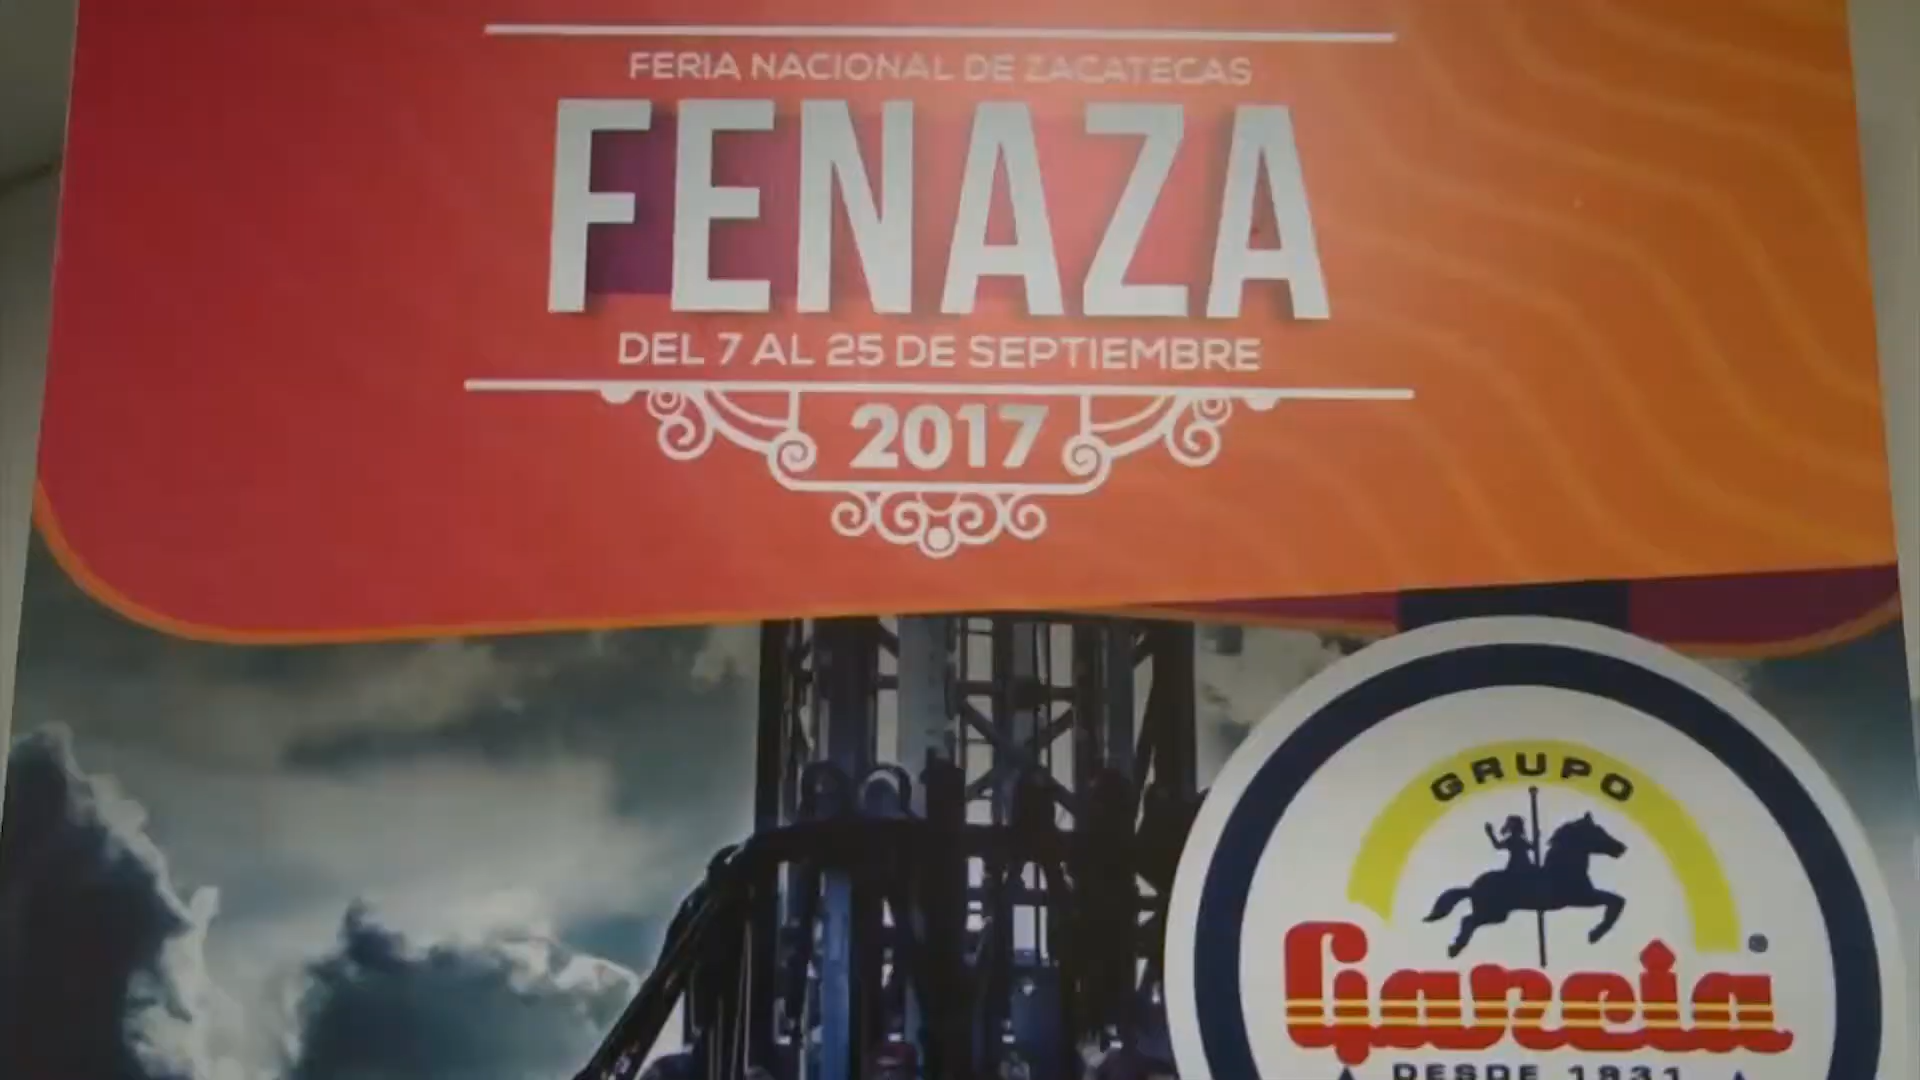 FERIA NACIONAL DE ZACATECAS
FENAZA
DEL 7 AL 25 DE SEPTIEMBRE
2017
GRUPO
García
®
DESDE 1931